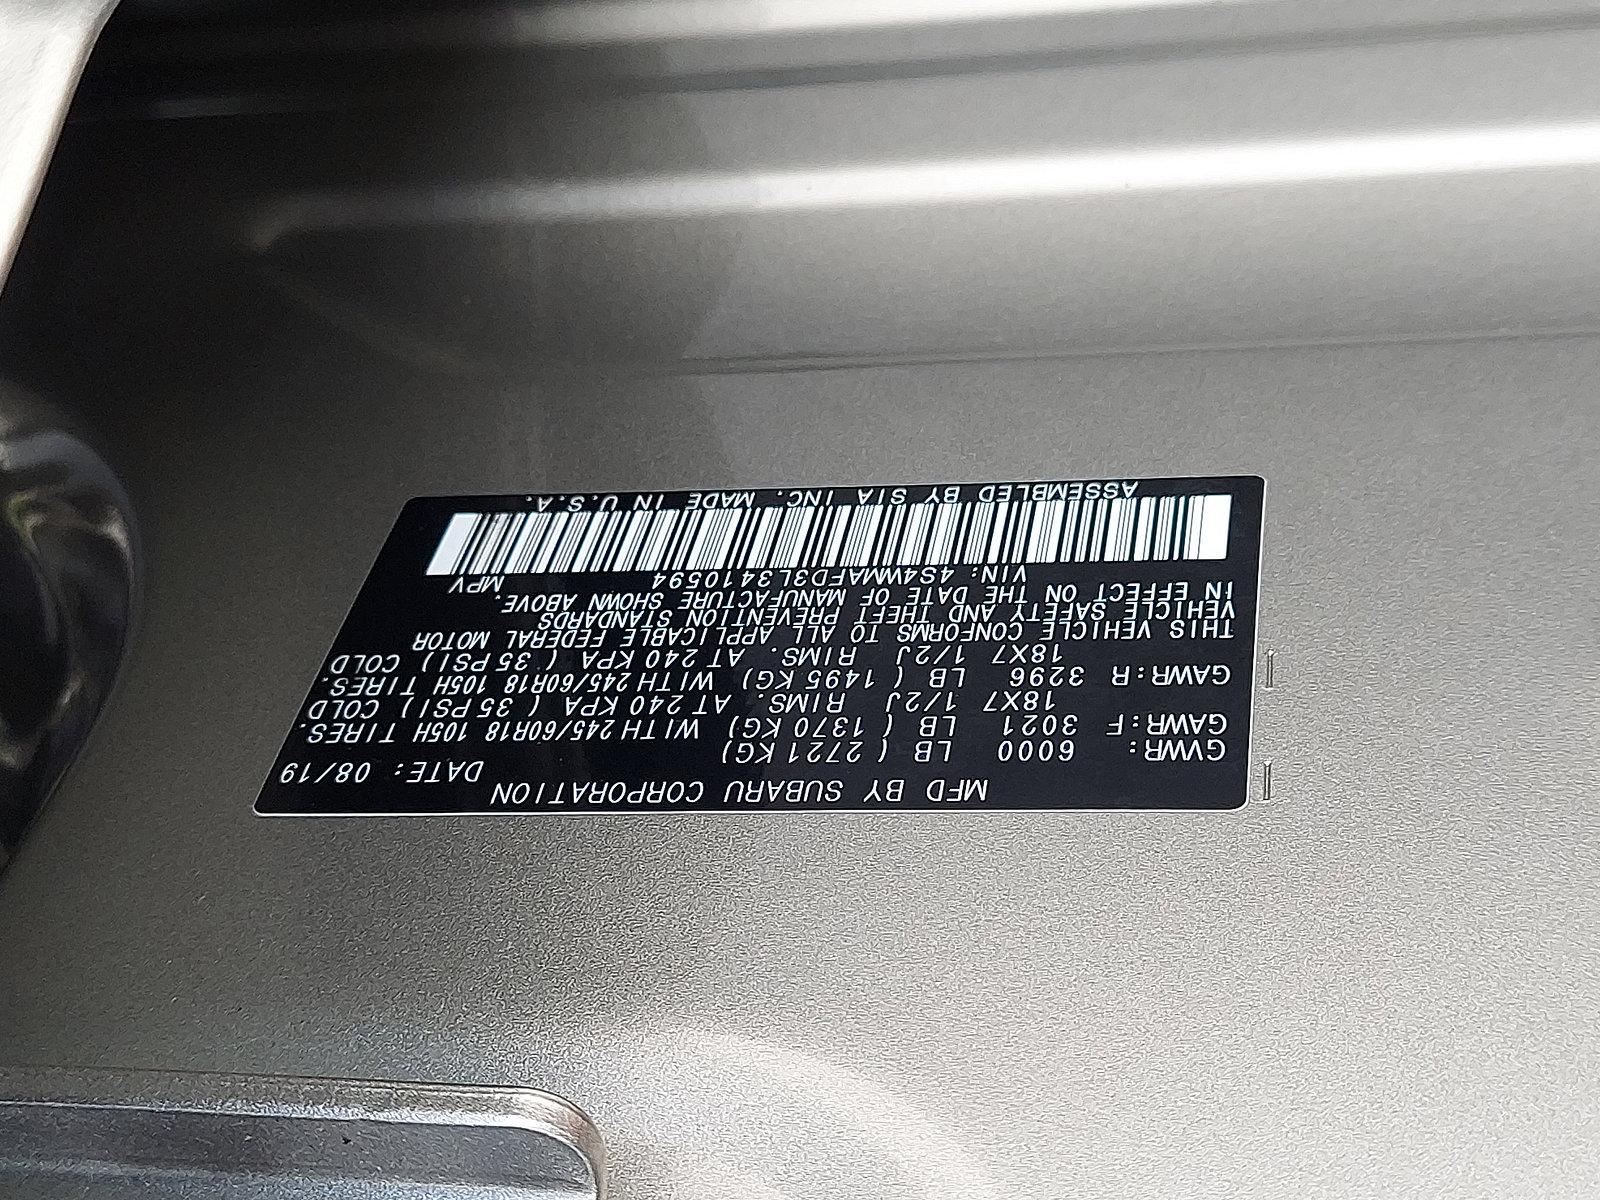 MFD BY SUBARU CORPORATION DATE: 08/19
GVWR: 6000 LB ( 2721 KG)
GAWR:F 3021 LB ( 1370 KG) WITH 245/60R18 105H TIRES.
18X7 1/2J RIMS. AT 240 KPA ( 35 PSI) COLD
GAWR:R 3296 LB ( 1495 KG) WITH 245/60R18 105H TIRES.
18X7 1/2J RIMS. AT 240 KPA ( 35 PSI) COLD
THIS VEHICLE CONFORMS TO ALL APPLICABLE FEDERAL MOTOR
VEHICLE SAFETY AND THEFT PREVENTION STANDARDS
IN EFFECT ON THE DATE OF MANUFACTURE SHOWN ABOVE.
VIN: 4S4WMAFD3L3410594 MPV
ASSEMBLED BY SIA INC. MADE IN U.S.A.